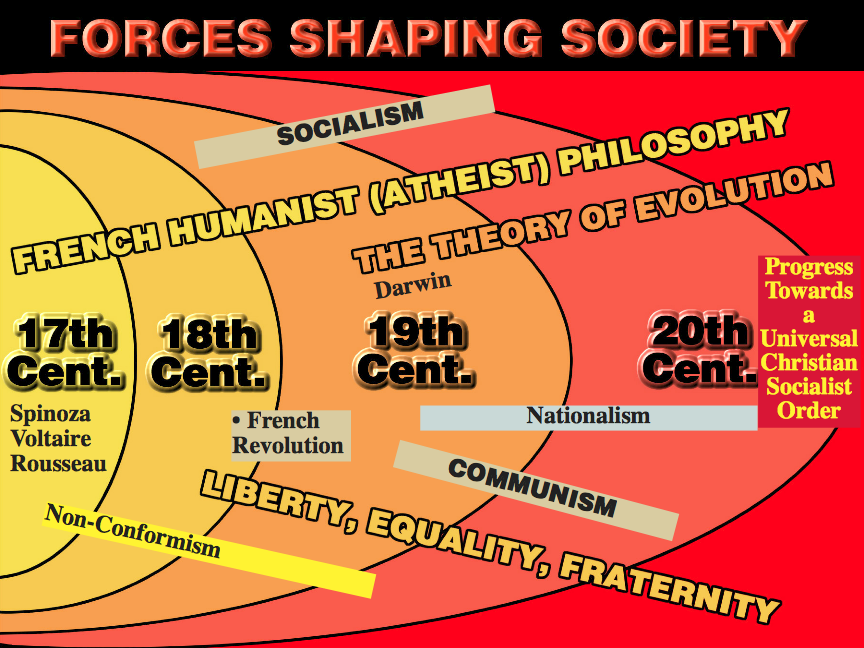 FORCES SHAPING SOCIETY
SOCIALISM
FRENCH HUMANIST (ATHEIST) PHILOSOPHY
THE THEORY OF EVOLUTION
Darwin
17th
Cent.
18th
Cent.
19th
Cent.
20th
Cent.
Progress
Towards
a
Universal
Christian
Socialist
Order
Spinoza
Voltaire
Rousseau
• French
Revolution
Nationalism
COMMUNISM
LIBERTY, EQUALITY, FRATERNITY
Non-Conformism